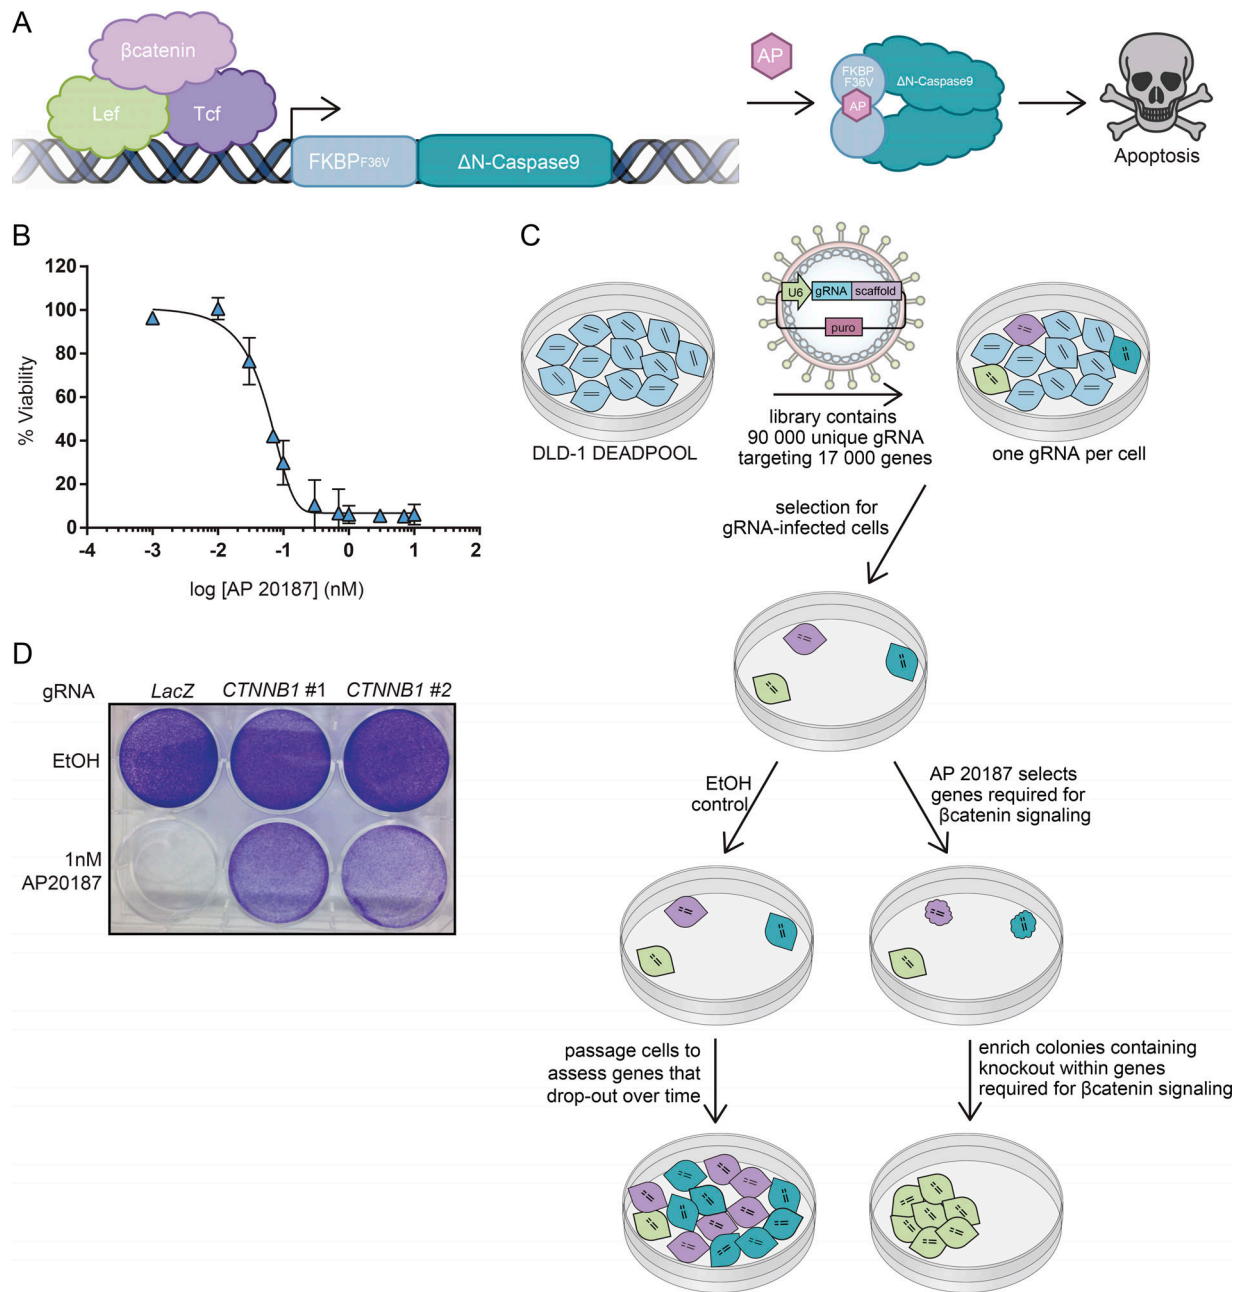 A
βcatenin
Lef
Tcf
FKBPF36V
ΔN-Caspase9
AP
FKBP
F36V
ΔN-Caspase9
AP
Apoptosis
B
120
100
80
60
40
20
0
-4
-3
-2
-1
0
1
2
% Viability
log [AP 20187] (nM)
C
U6
gRNA
scaffold
puro
DLD-1 DEADPOOL
library contains
90 000 unique gRNA
targeting 17 000 genes
one gRNA per cell
selection for
gRNA-infected cells
EtOH
control
AP 20187 selects
genes required for
βcatenin signaling
passage cells to
assess genes that
drop-out over time
enrich colonies containing
knockout within genes
required for βcatenin signaling
D
gRNA
LacZ
CTNNB1 #1
CTNNB1 #2
EtOH
1nM
AP20187